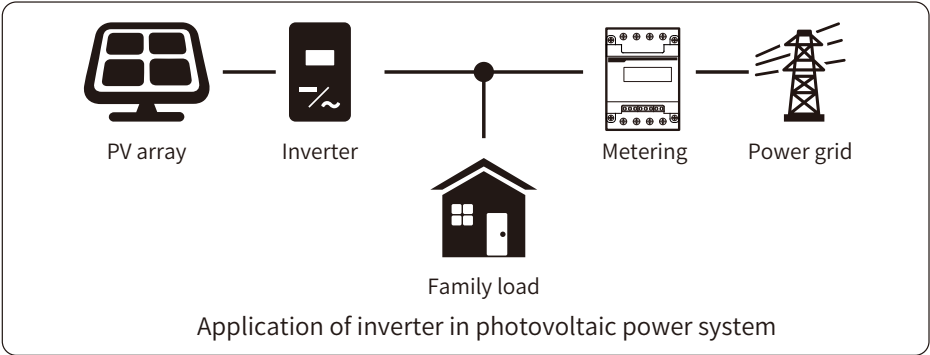 PV array
Inverter
Metering
Power grid
Family load
Application of inverter in photovoltaic power system